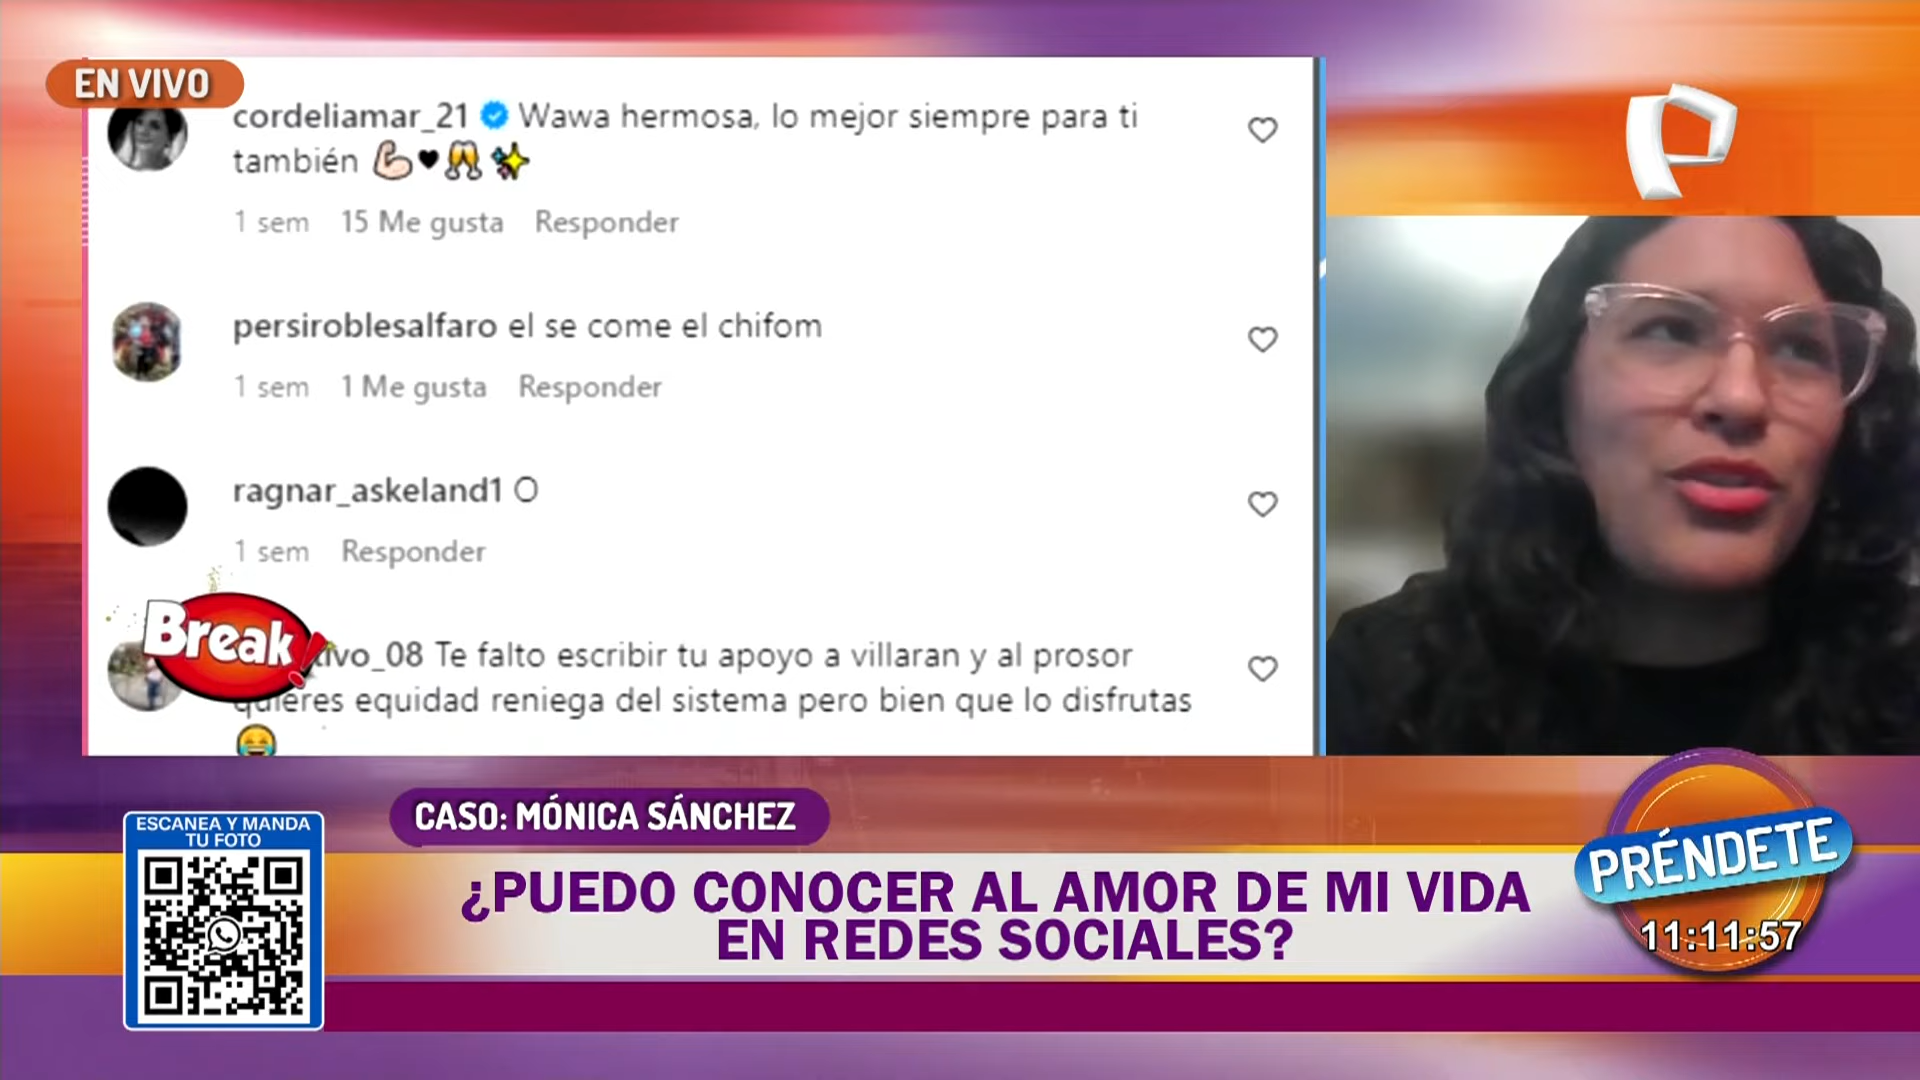 EN VIVO
cordeliamar_21 Wawa hermosa, lo mejor siempre para ti
también 💪🏻🖤🥂✨
1 sem 15 Me gusta Responder
persiroblesalfaro el se come el chifom
1 sem 1 Me gusta Responder
ragnar_askeland1 O
1 sem Responder
Break!
ivo_08 Te falto escribir tu apoyo a villaran y al prosor
quieres equidad reniega del sistema pero bien que lo disfrutas
😂
CASO: MÓNICA SÁNCHEZ
¿PUEDO CONOCER AL AMOR DE MI VIDA
EN REDES SOCIALES?
ESCANEA Y MANDA
TU FOTO
PRÉNDETE
11:11:57